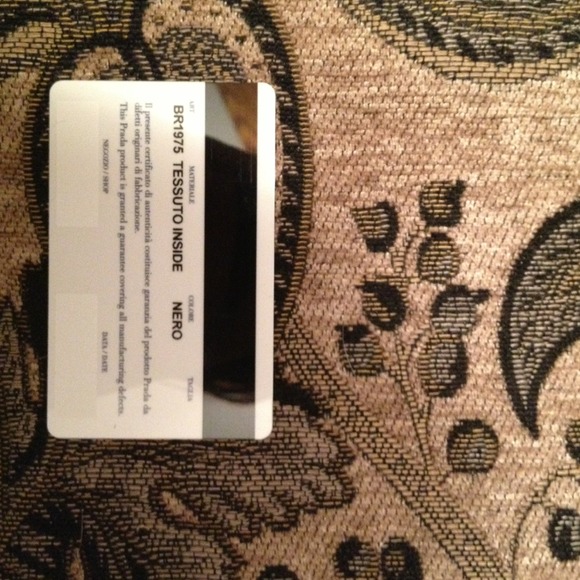 ART. MATERIALE COLORE TAGLIA
BR1975 TESSUTO INSIDE NERO
Il presente certificato di autenticità costituisce garanzia del prodotto Prada da
difetti originari di fabbricazione.
This Prada product is granted a guarantee covering all manufacturing defects.
NEGOZIO / SHOP DATA / DATE